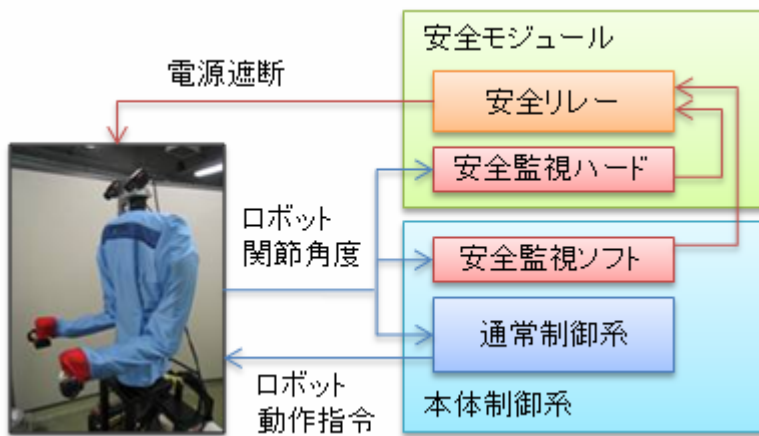 安全モジュール
電源遮断
安全リレー
安全監視ハード
ロボット
関節角度
安全監視ソフト
通常制御系
ロボット
動作指令
本体制御系